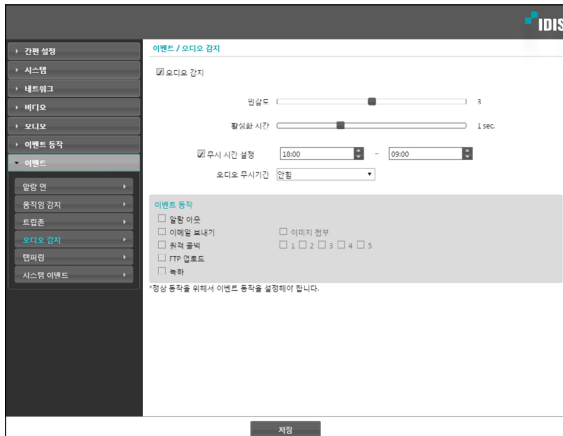 IDIS
이벤트 / 오디오 감지
간편 설정
시스템
네트워크
비디오
오디오
이벤트 동작
이벤트
알람 인
움직임 감지
트립존
오디오 감지
탬퍼링
시스템 이벤트
오디오 감지
민감도 3
활성화 시간 1 sec.
무시 시간 설정 18:00 - 09:00
오디오 무시기간 안함
이벤트 동작
알람 아웃
이메일 보내기 이미지 첨부
원격 콜백 1 2 3 4 5
FTP 업로드
녹화
*정상 동작을 위해서 이벤트 동작을 설정해야 합니다.
저장